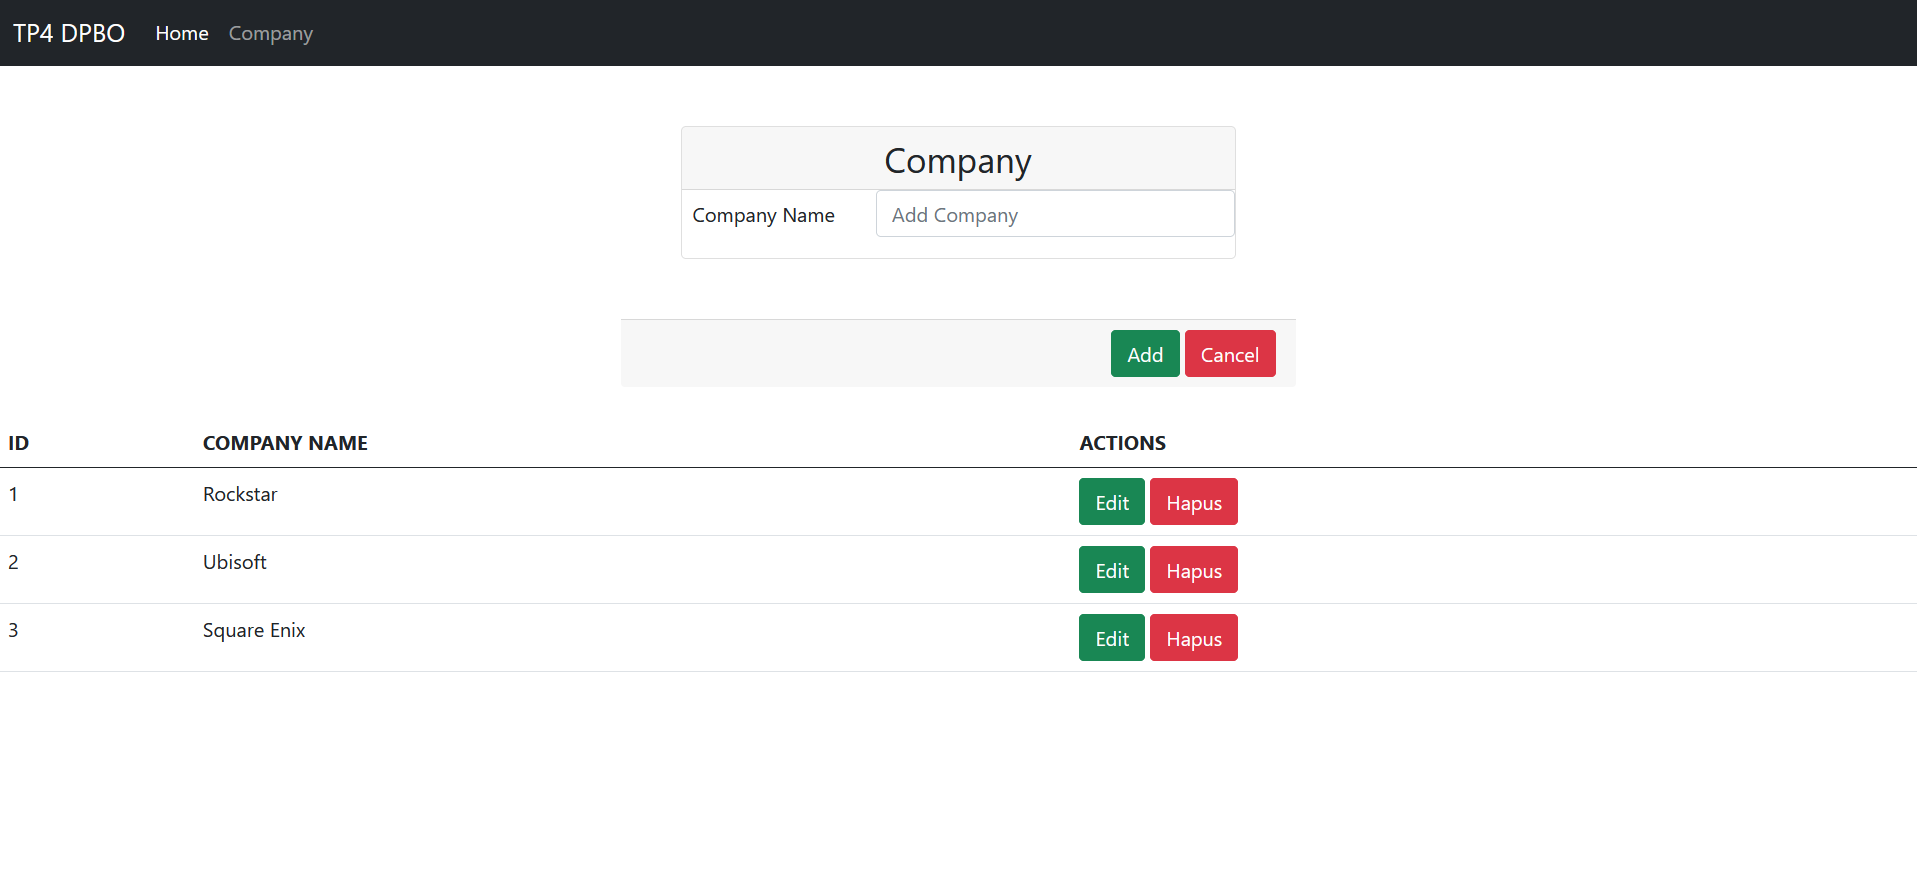 TP4 DPBO Home Company
Company
Company Name Add Company
Add Cancel
ID COMPANY NAME ACTIONS
1 Rockstar Edit Hapus
2 Ubisoft Edit Hapus
3 Square Enix Edit Hapus